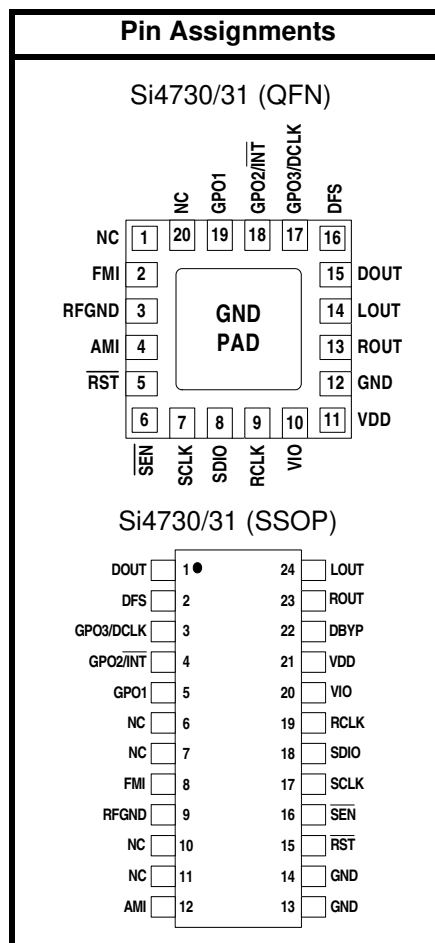 Pin Assignments
Si4730/31 (QFN)
NC
GPO1
GPO2/INT
GPO3/DCLK
DFS
NC 1 20 19 18 17 16
FMI 2 15 DOUT
RFGND 3 GND PAD 14 LOUT
AMI 4 13 ROUT
RST 5 12 GND
6 7 8 9 10 11 VDD
SEN
SCLK
SDIO
RCLK
VIO
Si4730/31 (SSOP)
DOUT 1 24 LOUT
DFS 2 23 ROUT
GPO3/DCLK 3 22 DBYP
GPO2/INT 4 21 VDD
GPO1 5 20 VIO
NC 6 19 RCLK
NC 7 18 SDIO
FMI 8 17 SCLK
RFGND 9 16 SEN
NC 10 15 RST
NC 11 14 GND
AMI 12 13 GND